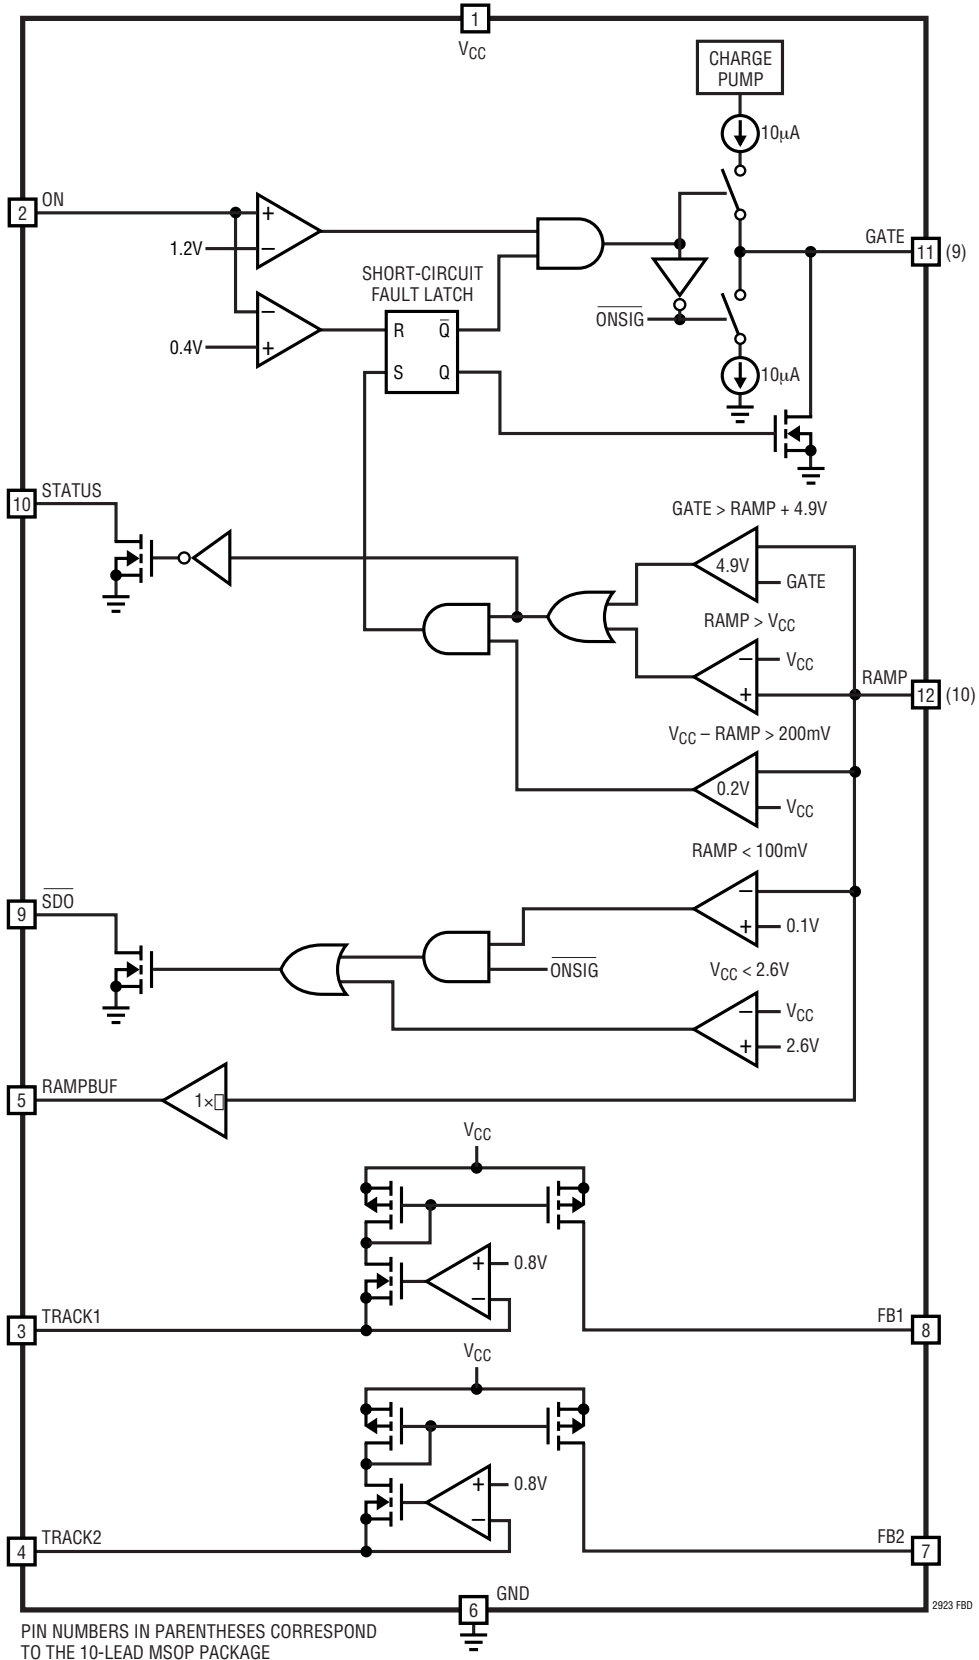 1
VCC
CHARGE
PUMP
10µA
2
ON
+
−
1.2V
GATE
11
(9)
SHORT-CIRCUIT
FAULT LATCH
−
+
0.4V
R
Q̅
S
Q
O̅N̅S̅I̅G̅
10µA
10
STATUS
GATE > RAMP + 4.9V
4.9V
GATE
RAMP > VCC
−
VCC
+
RAMP
12
(10)
VCC – RAMP > 200mV
0.2V
VCC
RAMP < 100mV
9
S̅D̅O̅
−
+
0.1V
O̅N̅S̅I̅G̅
VCC < 2.6V
−
VCC
+
2.6V
5
RAMPBUF
1×
VCC
+
0.8V
−
3
TRACK1
FB1
8
VCC
+
0.8V
−
4
TRACK2
FB2
7
6
GND
2923 FBD
PIN NUMBERS IN PARENTHESES CORRESPOND
TO THE 10-LEAD MSOP PACKAGE